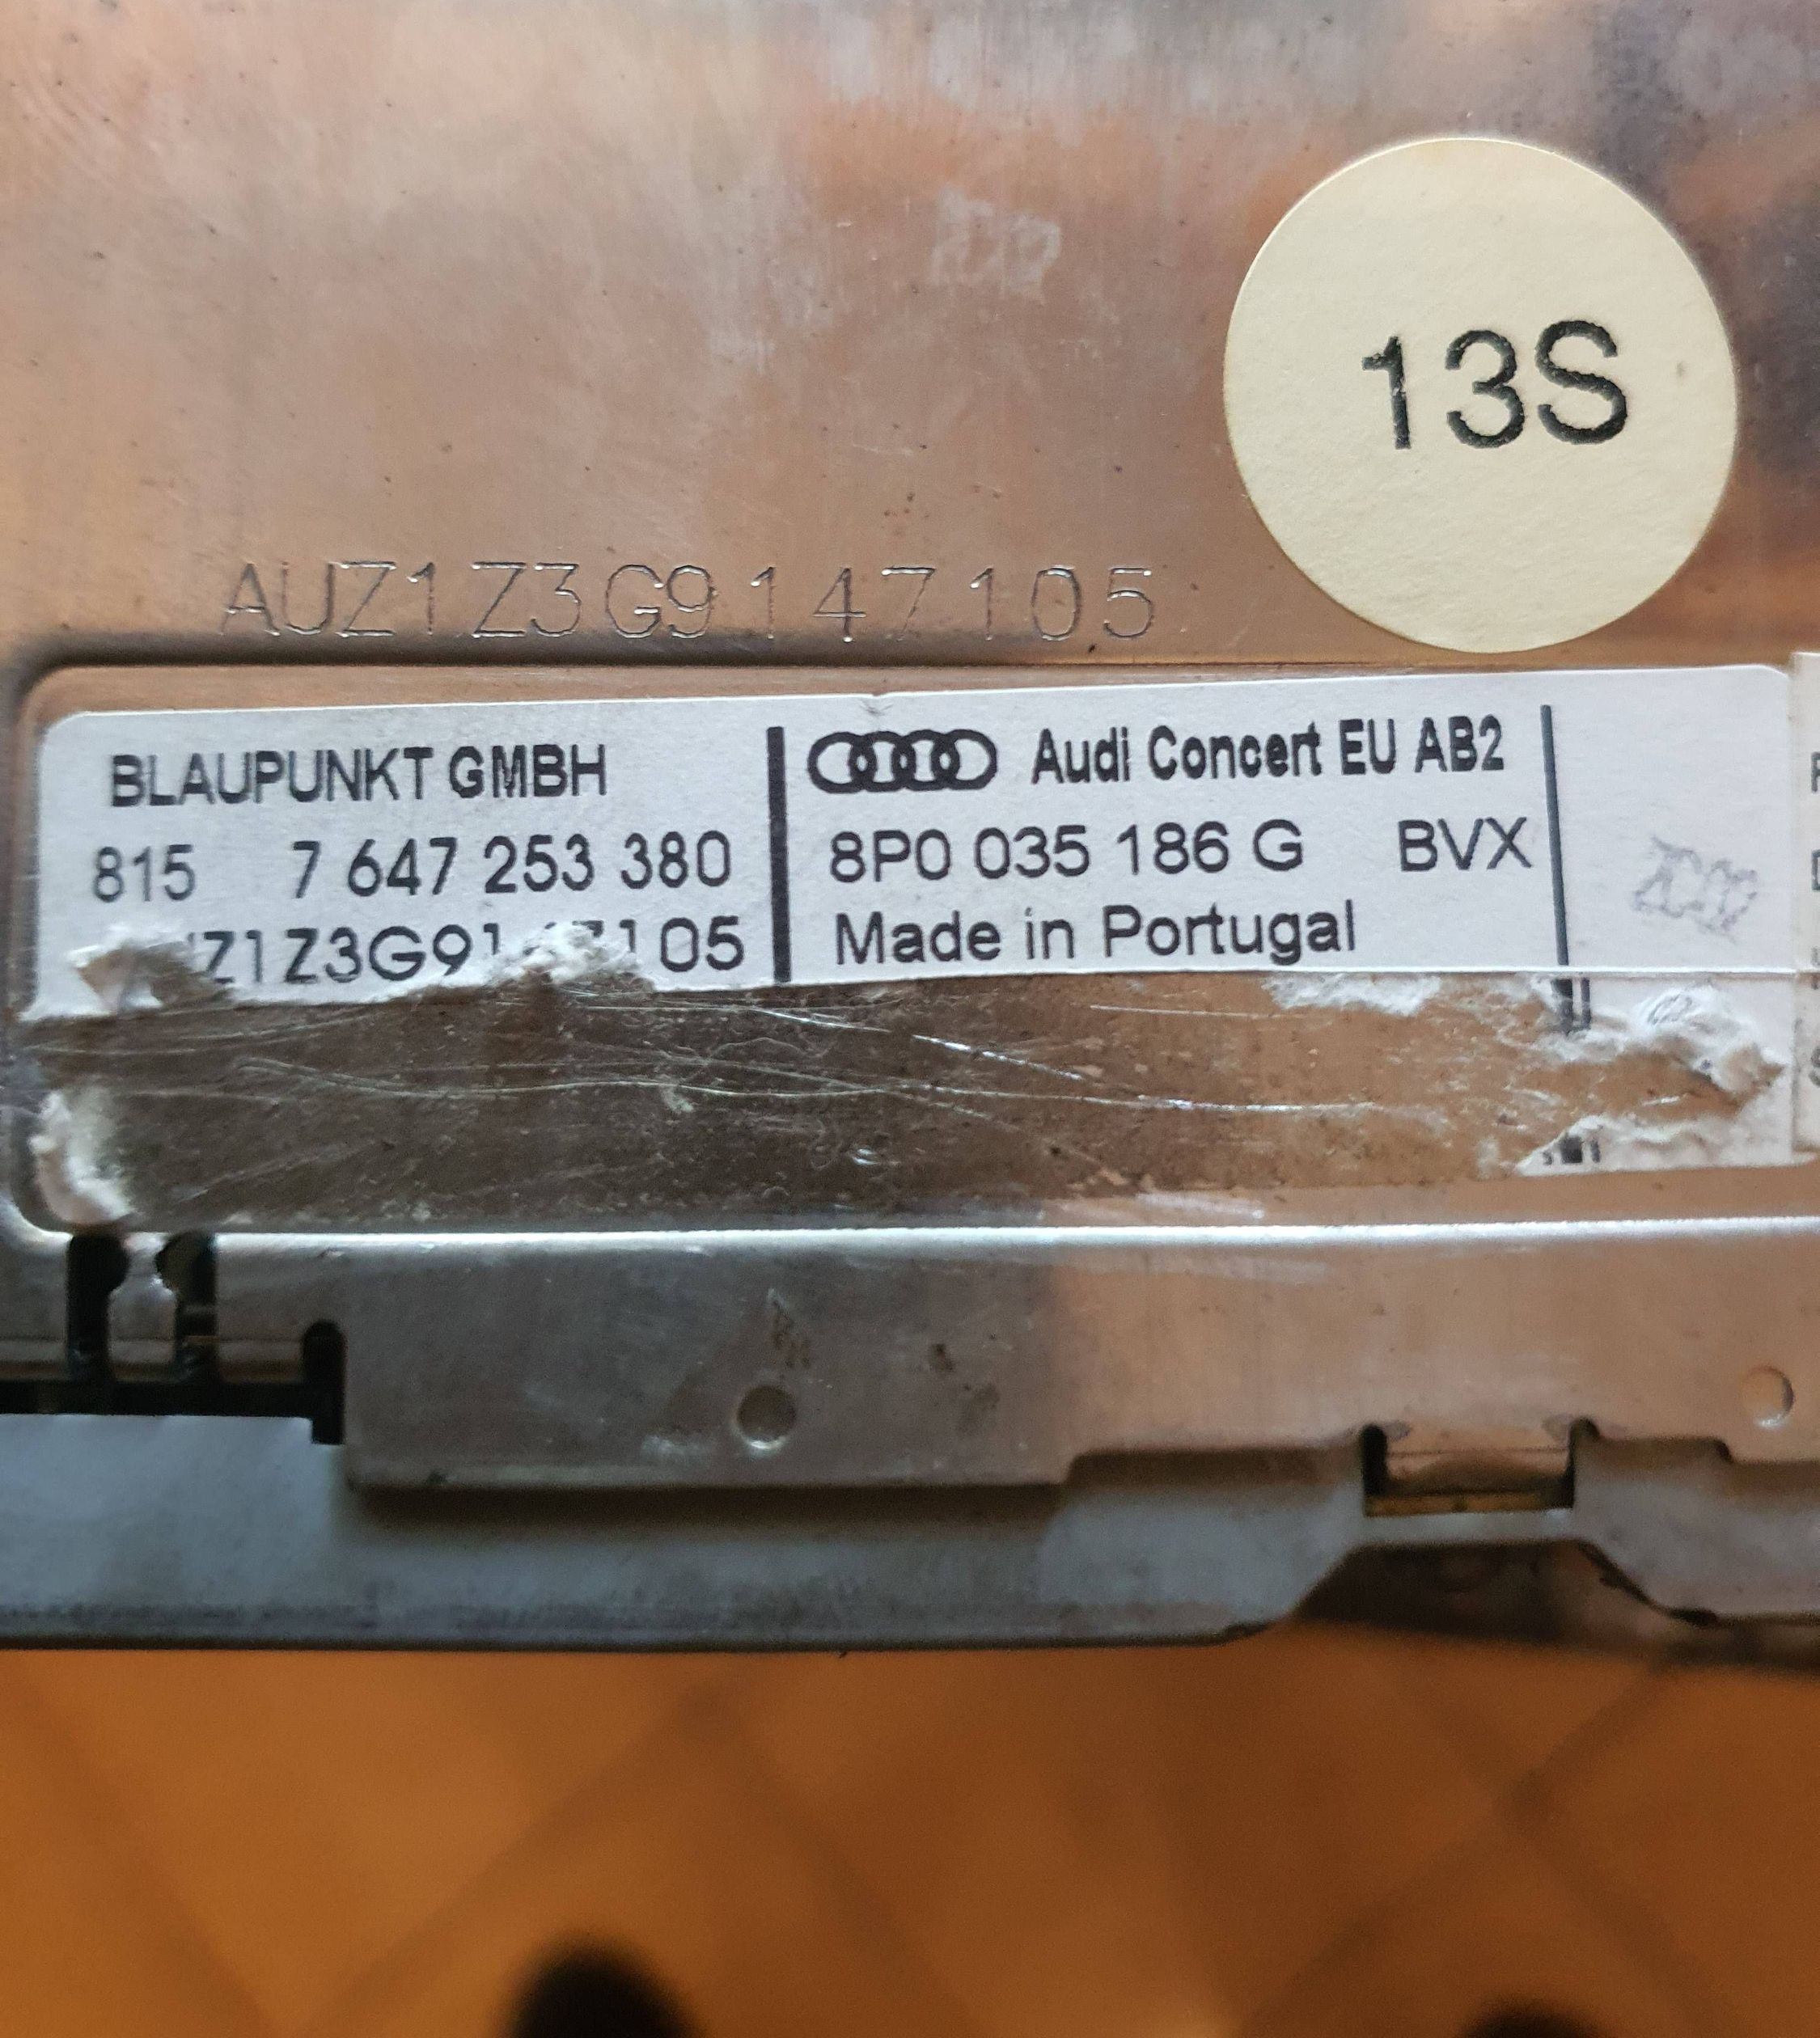 13S
AUZ1Z3G9147105
BLAUPUNKT GMBH
815 7 647 253 380
Z1Z3G9147105
Audi Concert EU AB2
8P0 035 186 G BVX
Made in Portugal